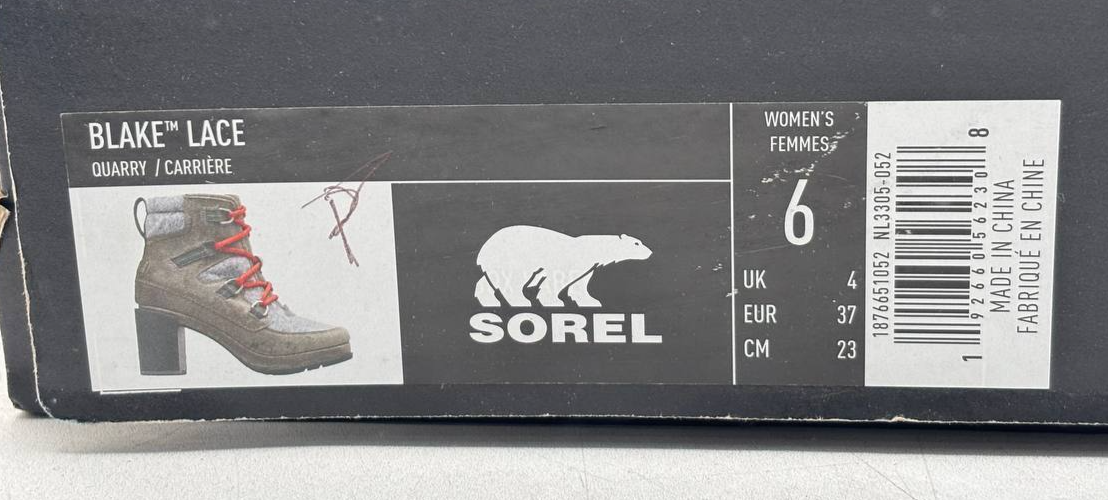 BLAKE™ LACE
QUARRY / CARRIÈRE
SOREL
WOMEN'S
FEMMES
6
UK 4
EUR 37
CM 23
1876651052 NL3305-052
1 92660 56230 8
MADE IN CHINA
FABRIQUÉ EN CHINE